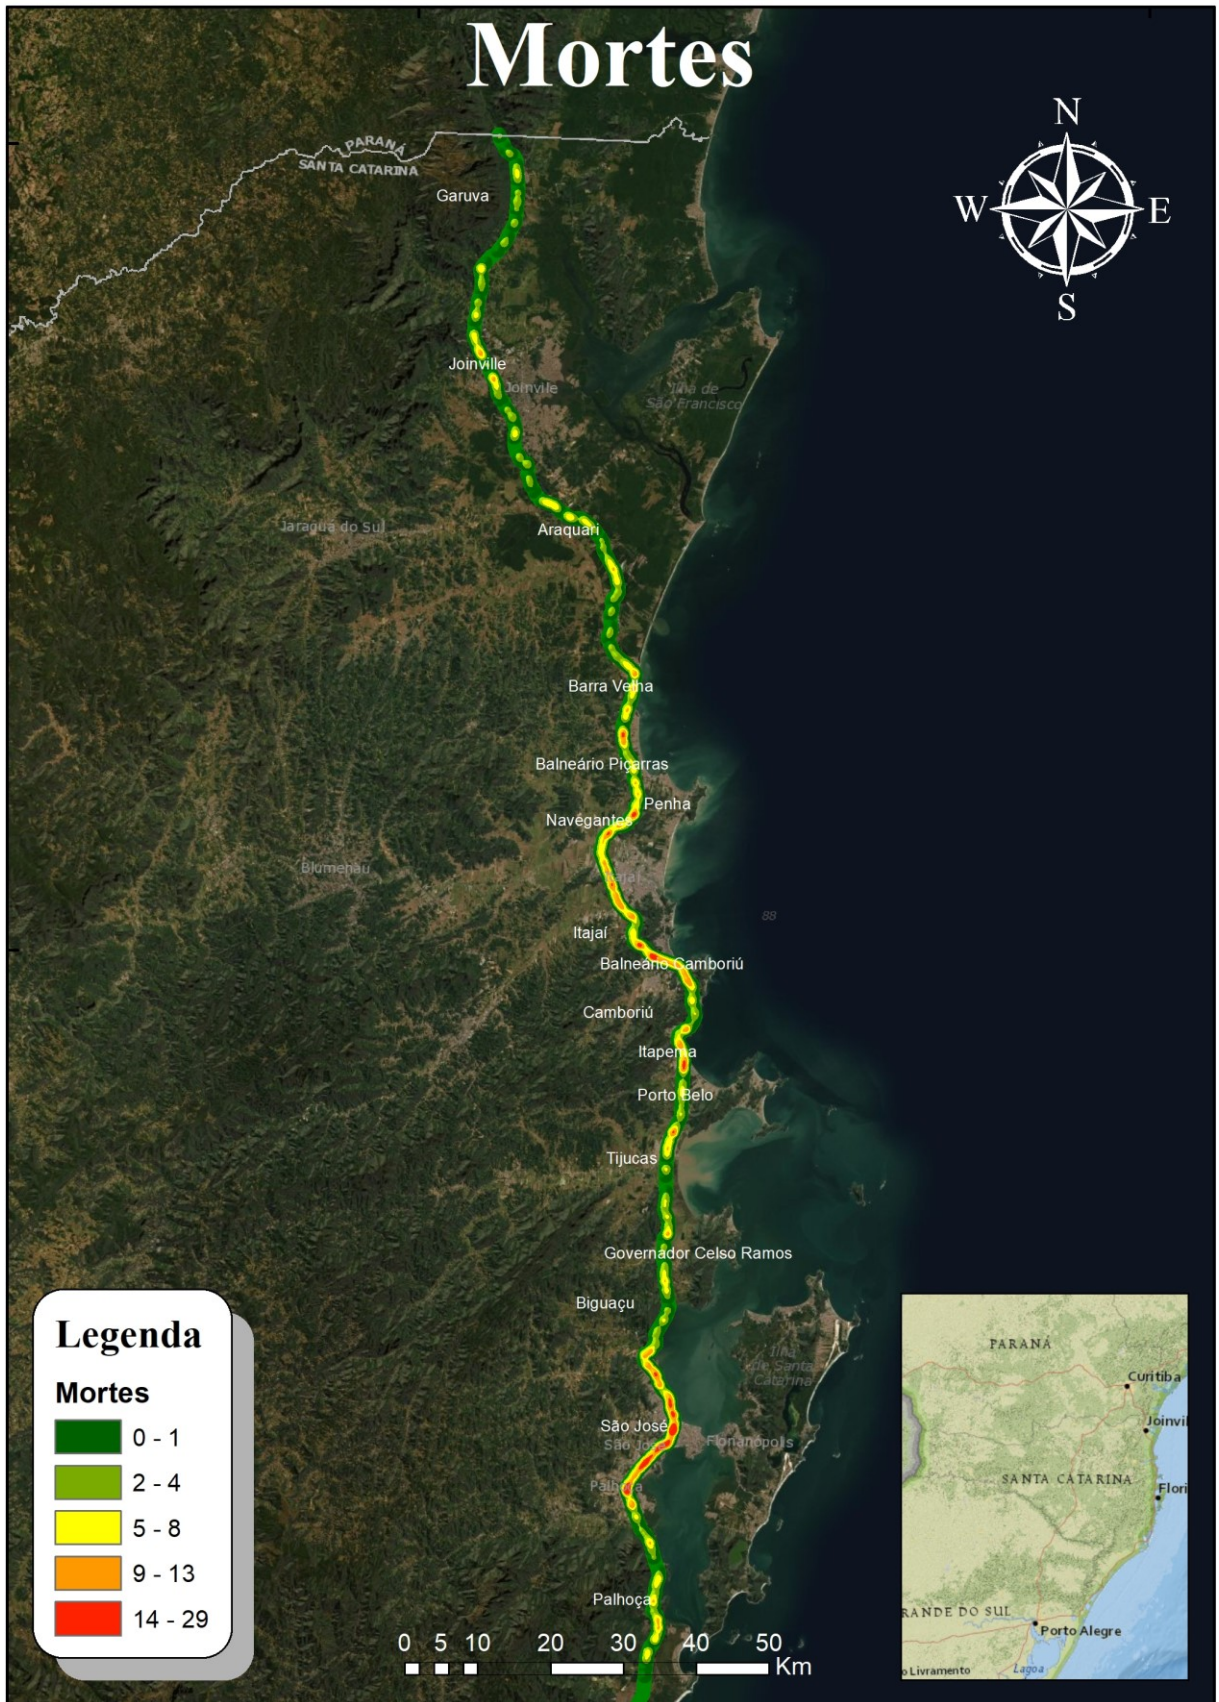 Mortes
N
W
E
S
PARANÁ
SANTA CATARINA
Garuva
Joinville
Joinvile
Ilha de
São Francisco
Jaraguá do Sul
Araquari
Barra Velha
Balneário Piçarras
Penha
Navegantes
Blumenau
Itajaí
88
Itajaí
Balneário Camboriú
Camboriú
Itapema
Porto Belo
Tijucas
Governador Celso Ramos
Biguaçu
Ilha
de Santa
Catarina
São José
São José
Florianópolis
Palhoça
Palhoça
0 5 10 20 30 40 50
Km
Legenda
Mortes
0 - 1
2 - 4
5 - 8
9 - 13
14 - 29
PARANÁ
Curitiba
Joinvil
SANTA CATARINA
Flori
RANDE DO SUL
Porto Alegre
o Livramento
Lagoa